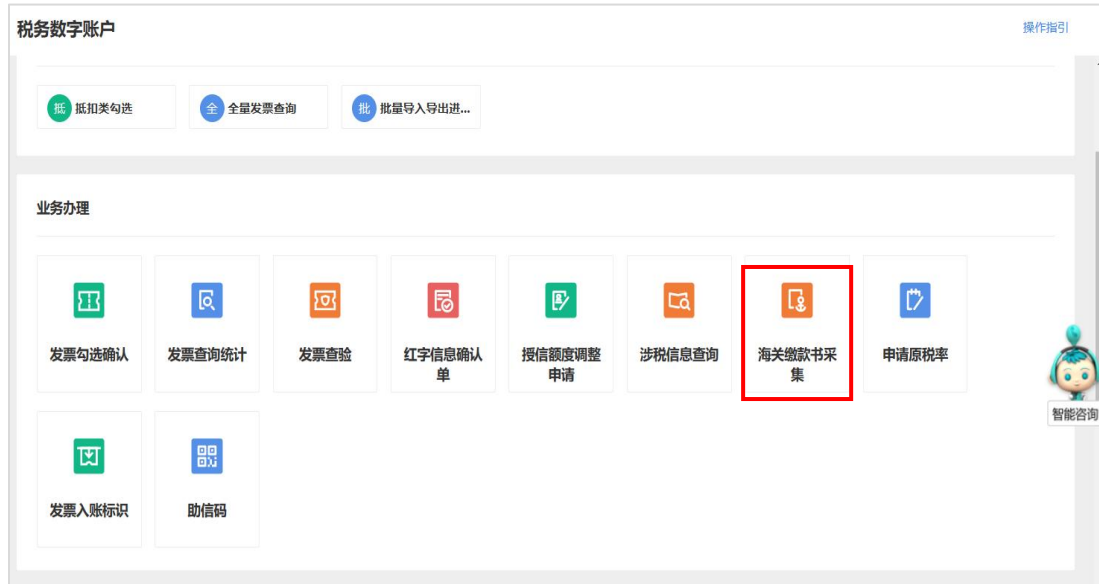 税务数字账户
操作指引
抵 抵扣类勾选
全 全量发票查询
批 批量导入导出进...
业务办理
发票勾选确认
发票查询统计
发票查验
红字信息确认
单
授信额度调整
申请
涉税信息查询
海关缴款书采
集
申请原税率
智能咨询
发票入账标识
助信码